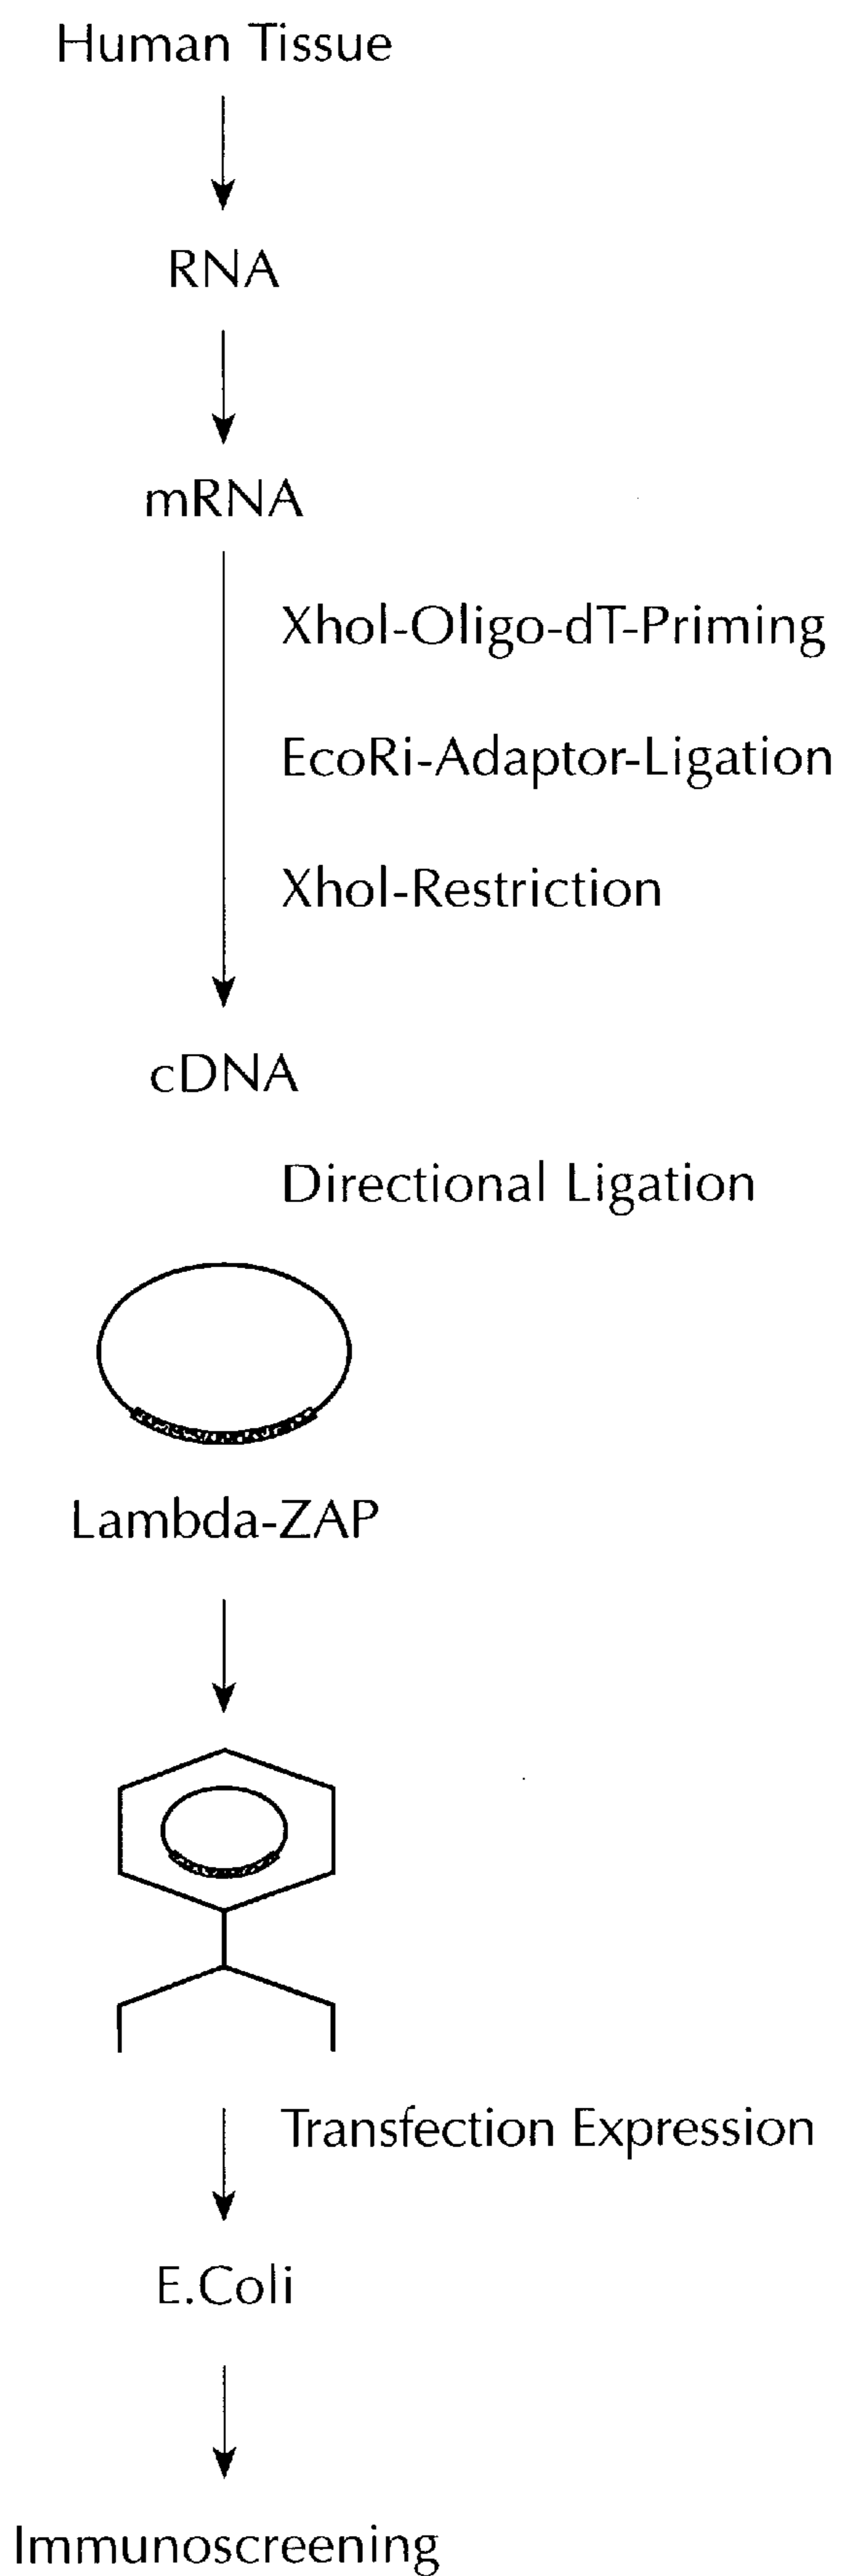 Human Tissue
RNA
mRNA
XhoI-Oligo-dT-Priming
EcoRi-Adaptor-Ligation
XhoI-Restriction
cDNA
Directional Ligation
Lambda-ZAP
Transfection Expression
E.Coli
Immunoscreening